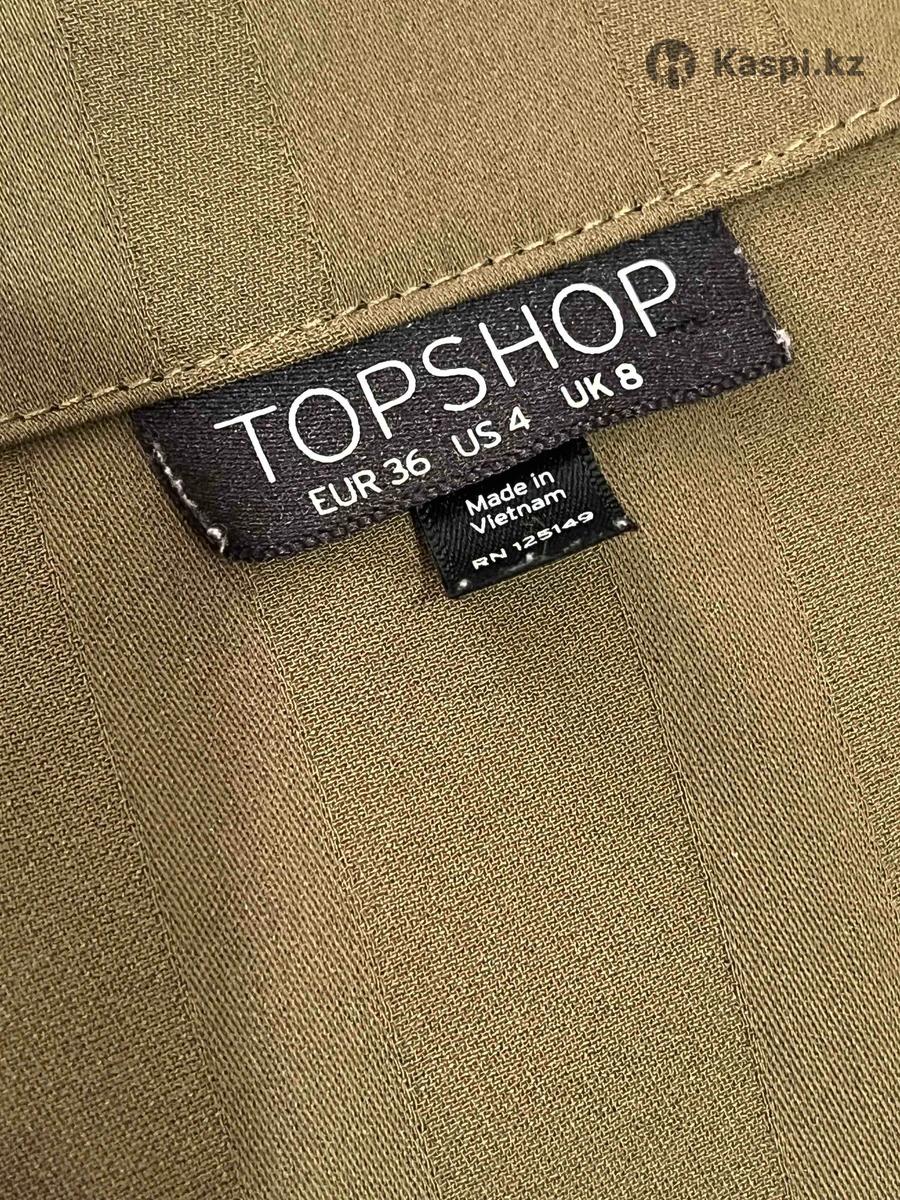 Kaspi.kz
TOPSHOP
EUR 36 US 4 UK 8
Made in
Vietnam
RN 125149